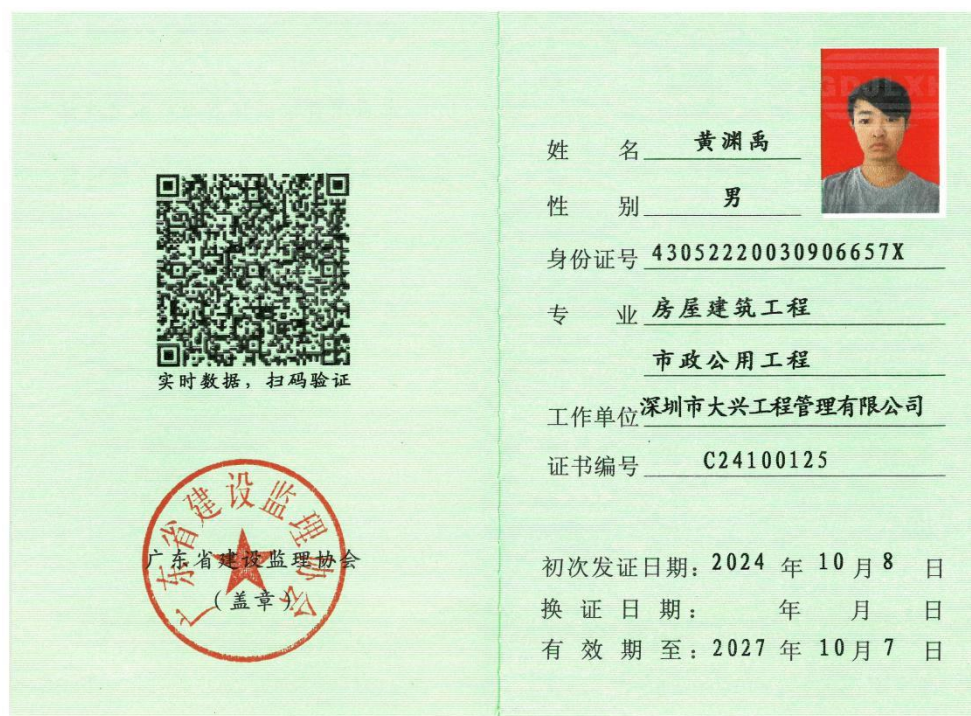 实时数据，扫码验证
广东省建设监理协会
广东省建设监理协会
（盖章）
GDJLXH
姓 名 黄渊禹
性 别 男
身份证号 43052220030906657X
专 业 房屋建筑工程
市政公用工程
工作单位 深圳市大兴工程管理有限公司
证书编号 C24100125
初次发证日期：2024 年 10 月 8 日
换 证 日 期： 年 月 日
有 效 期 至：2027 年 10 月 7 日